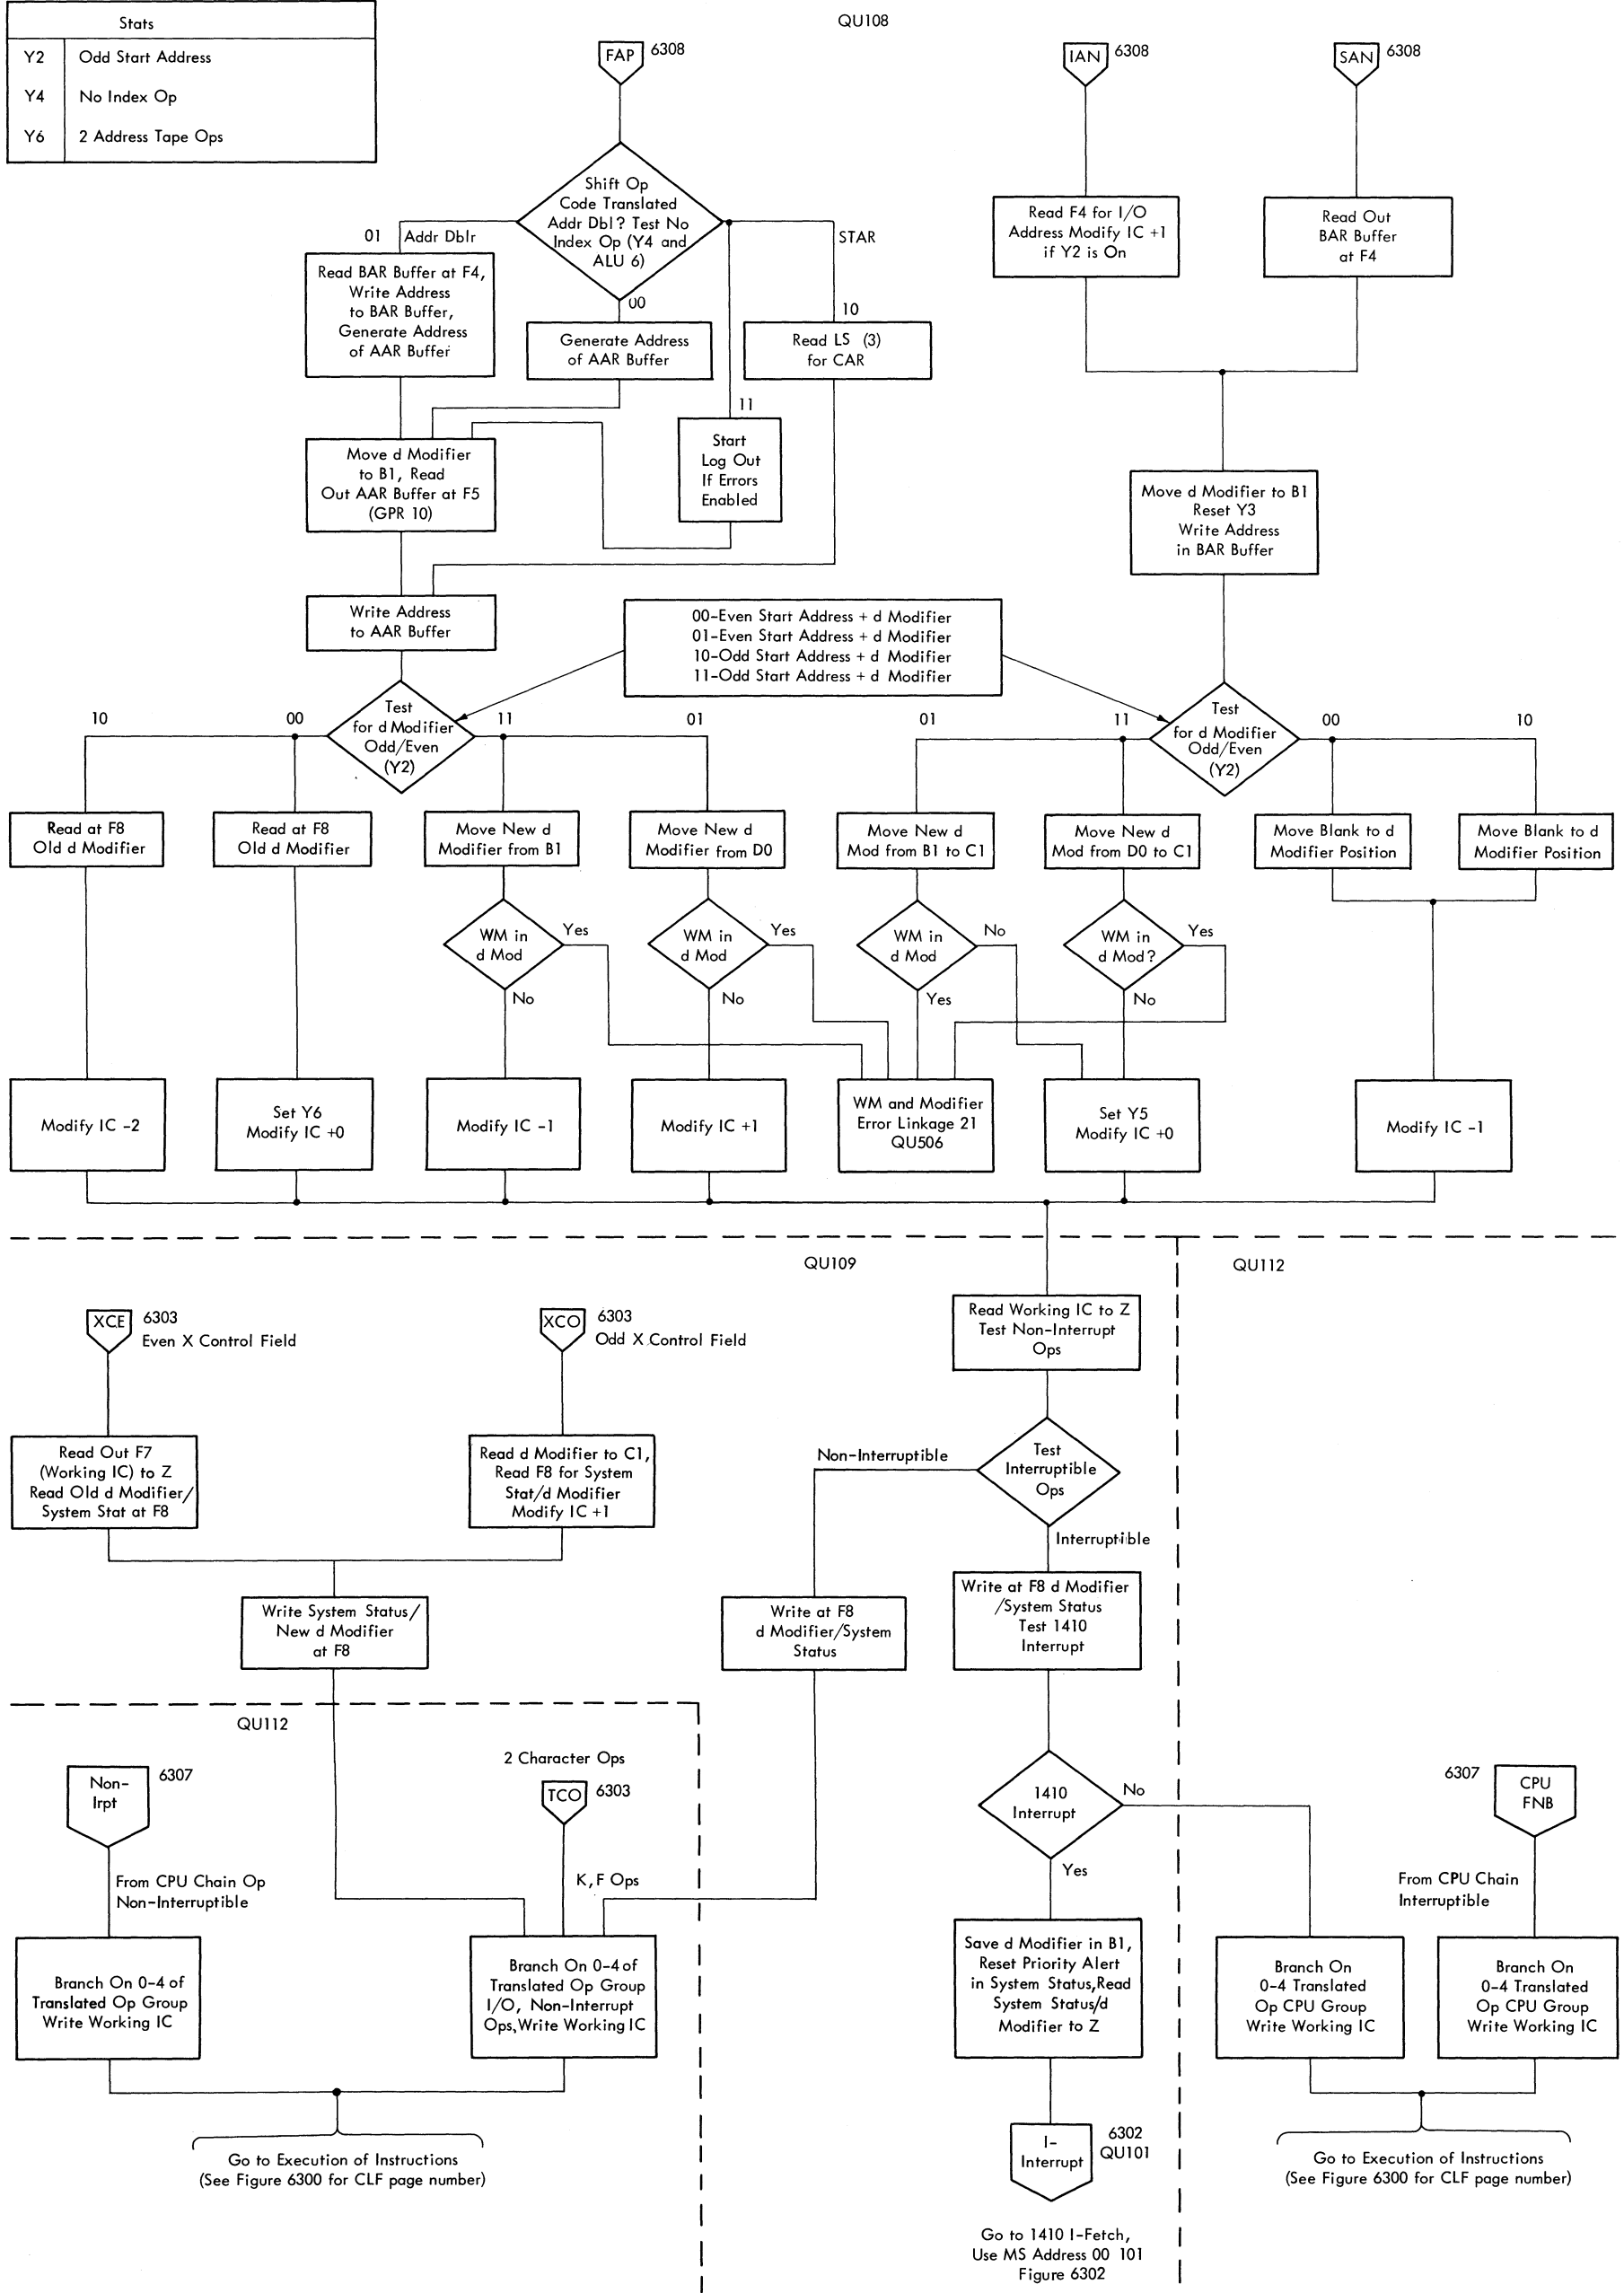 Stats
Y2 Odd Start Address
Y4 No Index Op
Y6 2 Address Tape Ops
QU108
FAP 6308
IAN 6308
SAN 6308
Shift Op
Code Translated
Addr Dbl? Test No
Index Op (Y4 and
ALU 6)
01 Addr Dblr
00
STAR
10
11
Read BAR Buffer at F4,
Write Address
to BAR Buffer,
Generate Address
of AAR Buffer
Generate Address
of AAR Buffer
Read LS (3)
for CAR
Start
Log Out
If Errors
Enabled
Move d Modifier
to B1, Read
Out AAR Buffer at F5
(GPR 10)
Write Address
to AAR Buffer
Read F4 for I/O
Address Modify IC +1
if Y2 is On
Read Out
BAR Buffer
at F4
Move d Modifier to B1
Reset Y3
Write Address
in BAR Buffer
00-Even Start Address + d Modifier
01-Even Start Address + d Modifier
10-Odd Start Address + d Modifier
11-Odd Start Address + d Modifier
Test
for d Modifier
Odd/Even
(Y2)
10
00
11
01
Test
for d Modifier
Odd/Even
(Y2)
01
11
00
10
Read at F8
Old d Modifier
Read at F8
Old d Modifier
Move New d
Modifier from B1
Move New d
Modifier from D0
Move New d
Mod from B1 to C1
Move New d
Mod from D0 to C1
Move Blank to d
Modifier Position
Move Blank to d
Modifier Position
WM in
d Mod
Yes
No
WM in
d Mod
Yes
No
WM in
d Mod
No
Yes
WM in
d Mod?
Yes
No
Modify IC -2
Set Y6
Modify IC +0
Modify IC -1
Modify IC +1
WM and Modifier
Error Linkage 21
QU506
Set Y5
Modify IC +0
Modify IC -1
QU109
QU112
XCE 6303
Even X Control Field
XCO 6303
Odd X Control Field
Read Working IC to Z
Test Non-Interrupt
Ops
Read Out F7
(Working IC) to Z
Read Old d Modifier/
System Stat at F8
Read d Modifier to C1,
Read F8 for System
Stat/d Modifier
Modify IC +1
Non-Interruptible
Test
Interruptible
Ops
Interruptible
Write System Status/
New d Modifier
at F8
Write at F8
d Modifier/System
Status
Write at F8 d Modifier
/System Status
Test 1410
Interrupt
QU112
Non-
Irpt
6307
2 Character Ops
TCO 6303
1410
Interrupt
No
Yes
6307
CPU
FNB
From CPU Chain Op
Non-Interruptible
K,F Ops
From CPU Chain
Interruptible
Branch On 0-4 of
Translated Op Group
Write Working IC
Branch On 0-4 of
Translated Op Group
I/O, Non-Interrupt
Ops,Write Working IC
Save d Modifier in B1,
Reset Priority Alert
in System Status,Read
System Status/d
Modifier to Z
Branch On
0-4 Translated
Op CPU Group
Write Working IC
Branch On
0-4 Translated
Op CPU Group
Write Working IC
Go to Execution of Instructions
(See Figure 6300 for CLF page number)
I-
Interrupt
6302
QU101
Go to Execution of Instructions
(See Figure 6300 for CLF page number)
Go to 1410 I-Fetch,
Use MS Address 00 101
Figure 6302